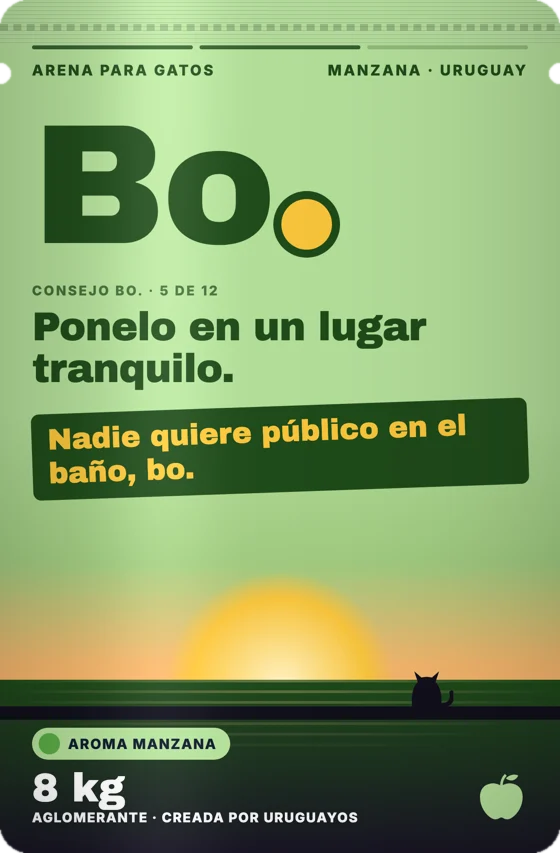 ARENA PARA GATOS
MANZANA · URUGUAY
Bo.
CONSEJO BO. · 5 DE 12
Ponelo en un lugar
tranquilo.
Nadie quiere público en el
baño, bo.
AROMA MANZANA
8 kg
AGLOMERANTE · CREADA POR URUGUAYOS